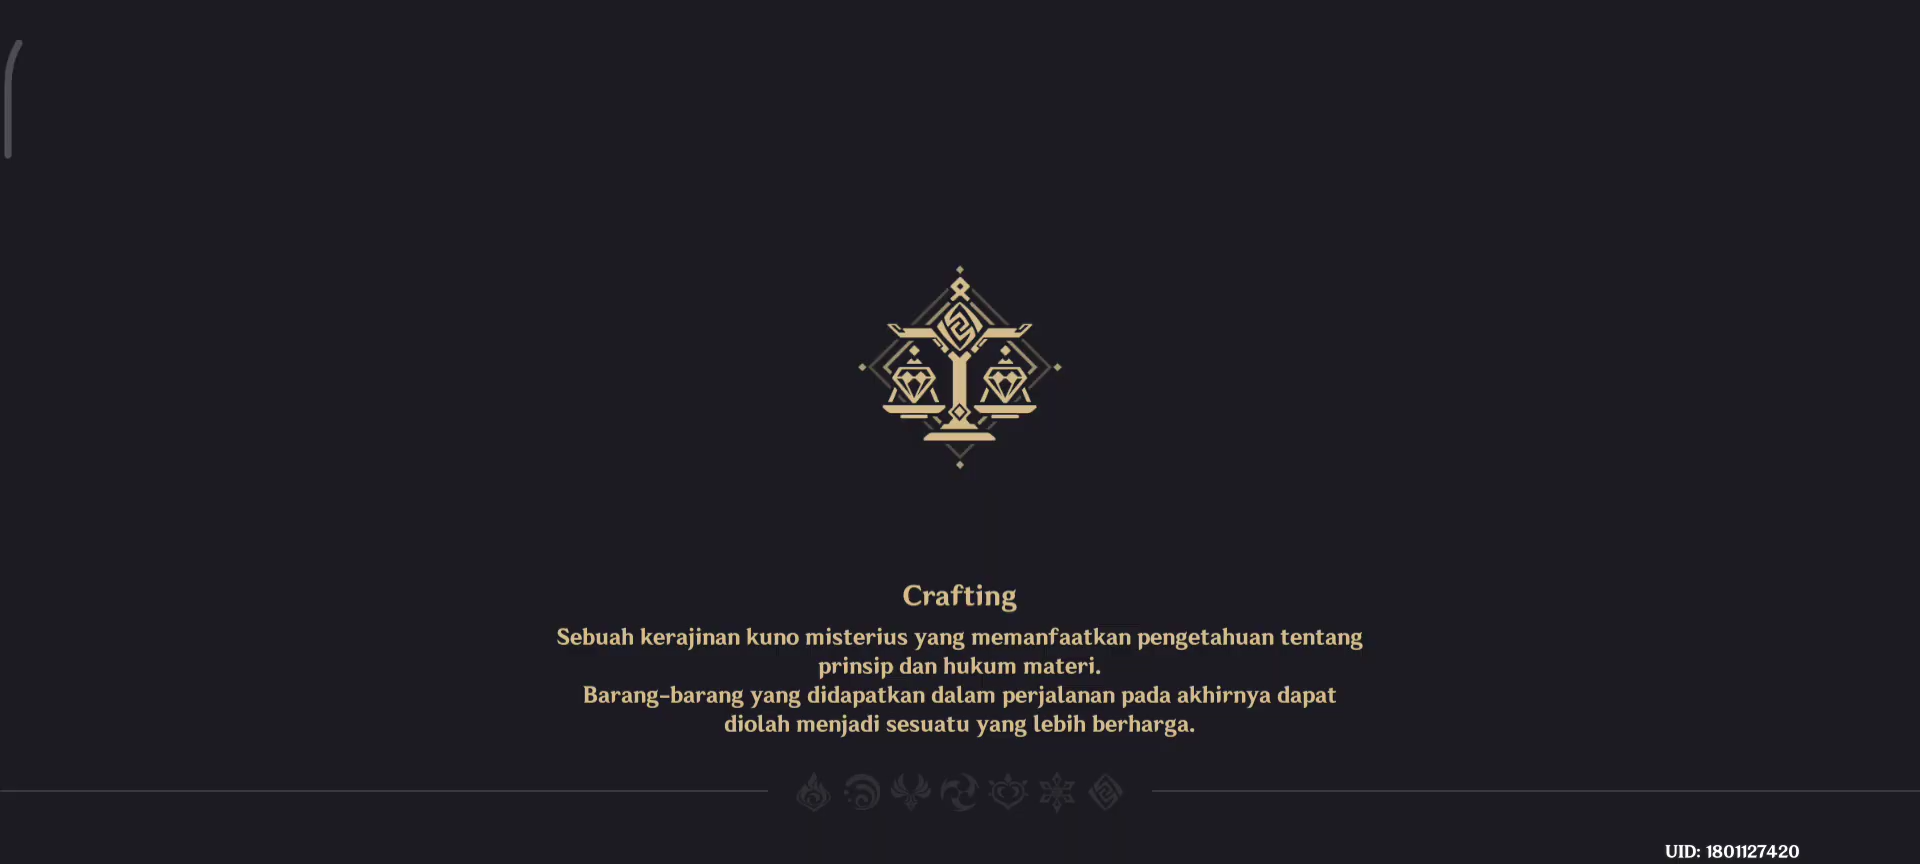 Crafting
Sebuah kerajinan kuno misterius yang memanfaatkan pengetahuan tentang
prinsip dan hukum materi.
Barang-barang yang didapatkan dalam perjalanan pada akhirnya dapat
diolah menjadi sesuatu yang lebih berharga.
UID: 1801127420